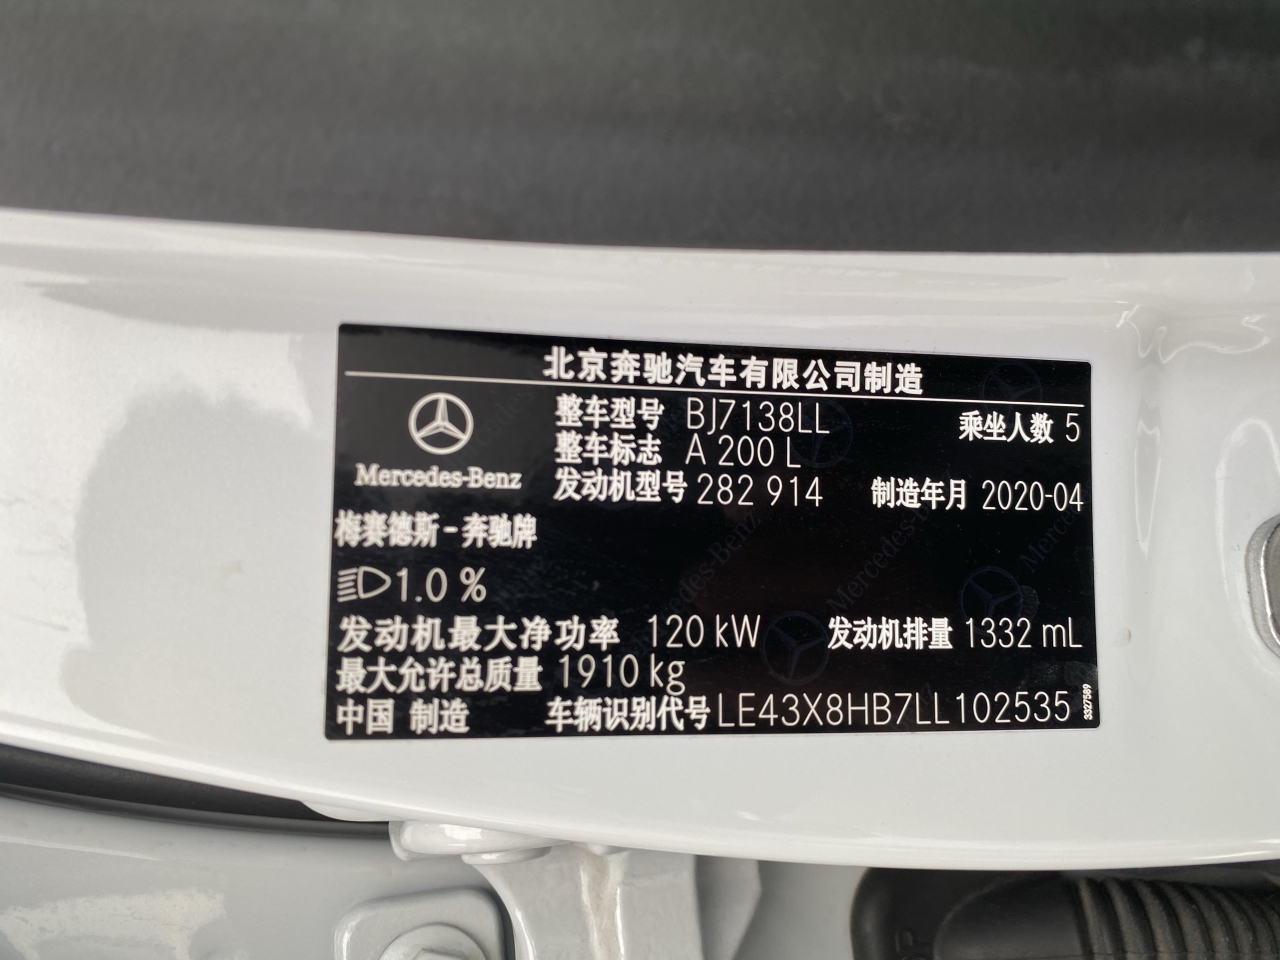 北京奔驰汽车有限公司制造
Mercedes-Benz
整车型号 BJ7138LL 乘坐人数 5
整车标志 A 200 L
发动机型号 282 914 制造年月 2020-04
梅赛德斯-奔驰牌
1.0 %
发动机最大净功率 120 kW 发动机排量 1332 mL
最大允许总质量 1910 kg
中国 制造 车辆识别代号 LE43X8HB7LL102535
3327589